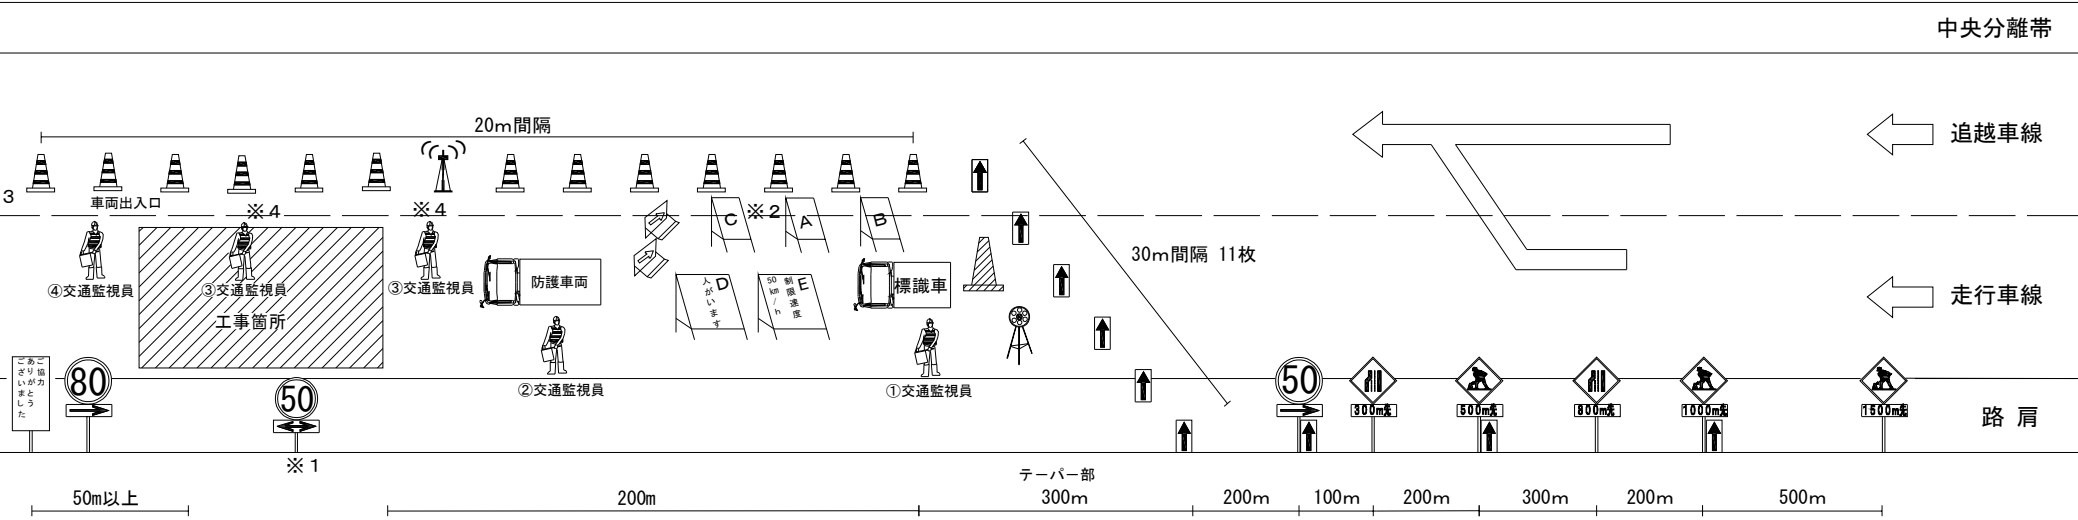 中央分離帯
20m間隔
追越車線
3
車両出入口
※4
※4
C
※2
A
B
30m間隔 11枚
④交通監視員
③交通監視員
③交通監視員
防護車両
D
人がいます
E
制限速度
50km/h
標識車
走行車線
工事箇所
②交通監視員
①交通監視員
ご協力
ありがとう
ございました
80
50
50
300m先
500m先
800m先
1000m先
1500m先
路肩
※1
テーパー部
50m以上
200m
300m
200m
100m
200m
300m
200m
500m